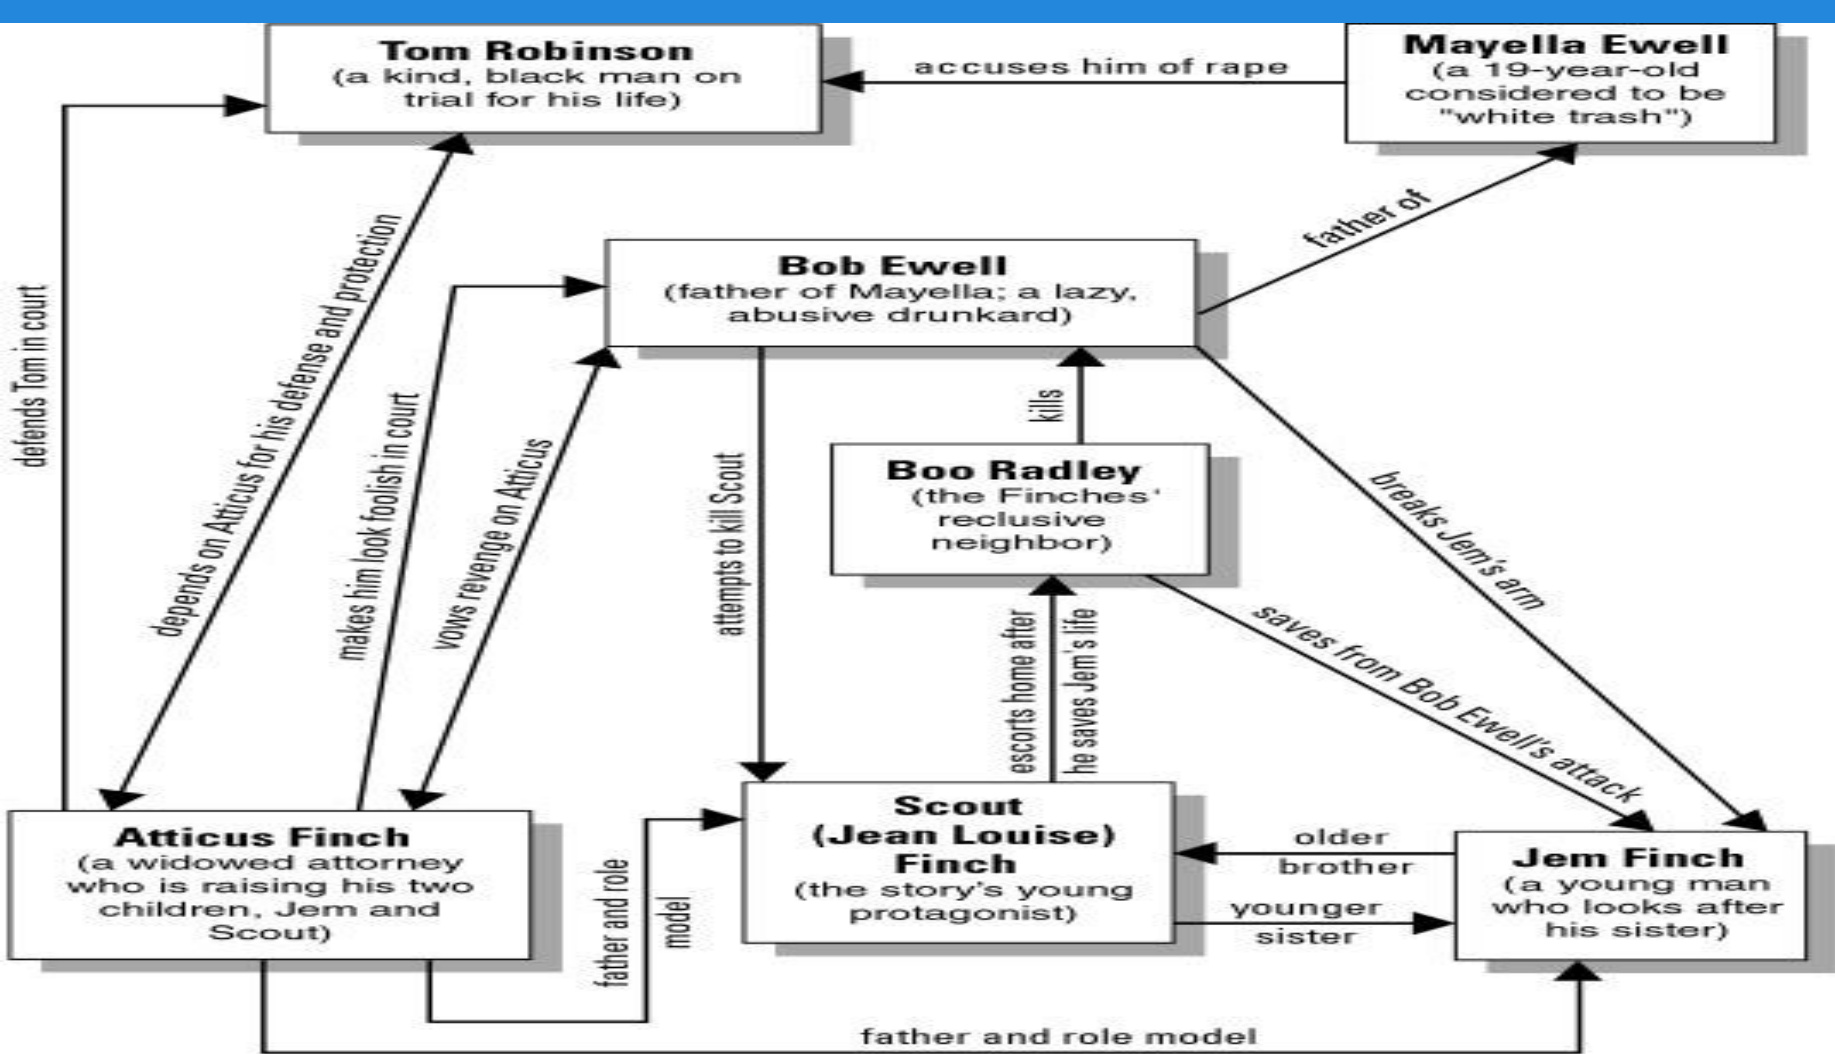 Tom Robinson
(a kind, black man on
trial for his life)
accuses him of rape
Mayella Ewell
(a 19-year-old
considered to be
"white trash")
father of
defends Tom in court
depends on Atticus for his defense and protection
makes him look foolish in court
vows revenge on Atticus
Bob Ewell
(father of Mayella; a lazy,
abusive drunkard)
attempts to kill Scout
kills
Boo Radley
(the Finches'
reclusive
neighbor)
breaks Jem's arm
saves from Bob Ewell's attack
escorts home after
he saves Jem's life
Atticus Finch
(a widowed attorney
who is raising his two
children, Jem and
Scout)
father and role
model
Scout
(Jean Louise)
Finch
(the story's young
protagonist)
older
brother
younger
sister
Jem Finch
(a young man
who looks after
his sister)
father and role model